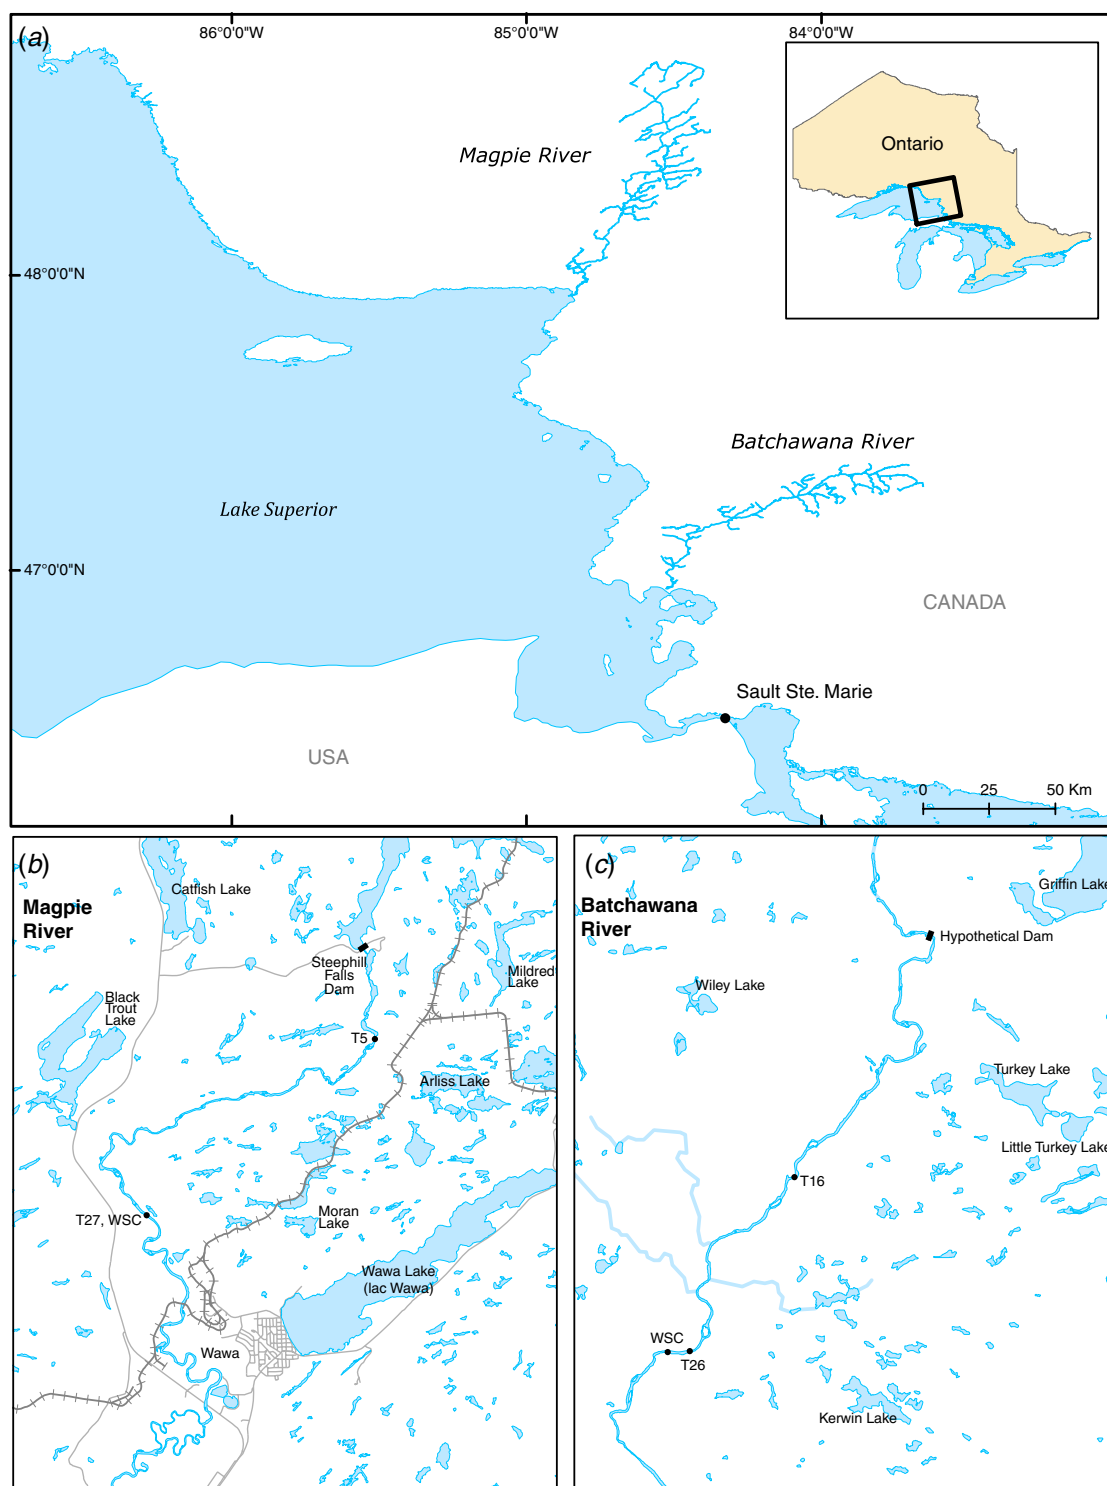 (a)
86°0'0"W
85°0'0"W
84°0'0"W
Magpie River
Ontario
48°0'0"N
Batchawana River
Lake Superior
47°0'0"N
CANADA
Sault Ste. Marie
USA
0 25 50 Km
(b)
Magpie
River
Catfish Lake
Steephill
Falls
Dam
Mildred
Lake
Black
Trout
Lake
T5
Arliss Lake
T27, WSC
Moran
Lake
Wawa Lake
(lac Wawa)
Wawa
(c)
Batchawana
River
Griffin Lake
Hypothetical Dam
Wiley Lake
Turkey Lake
Little Turkey Lake
T16
WSC
T26
Kerwin Lake